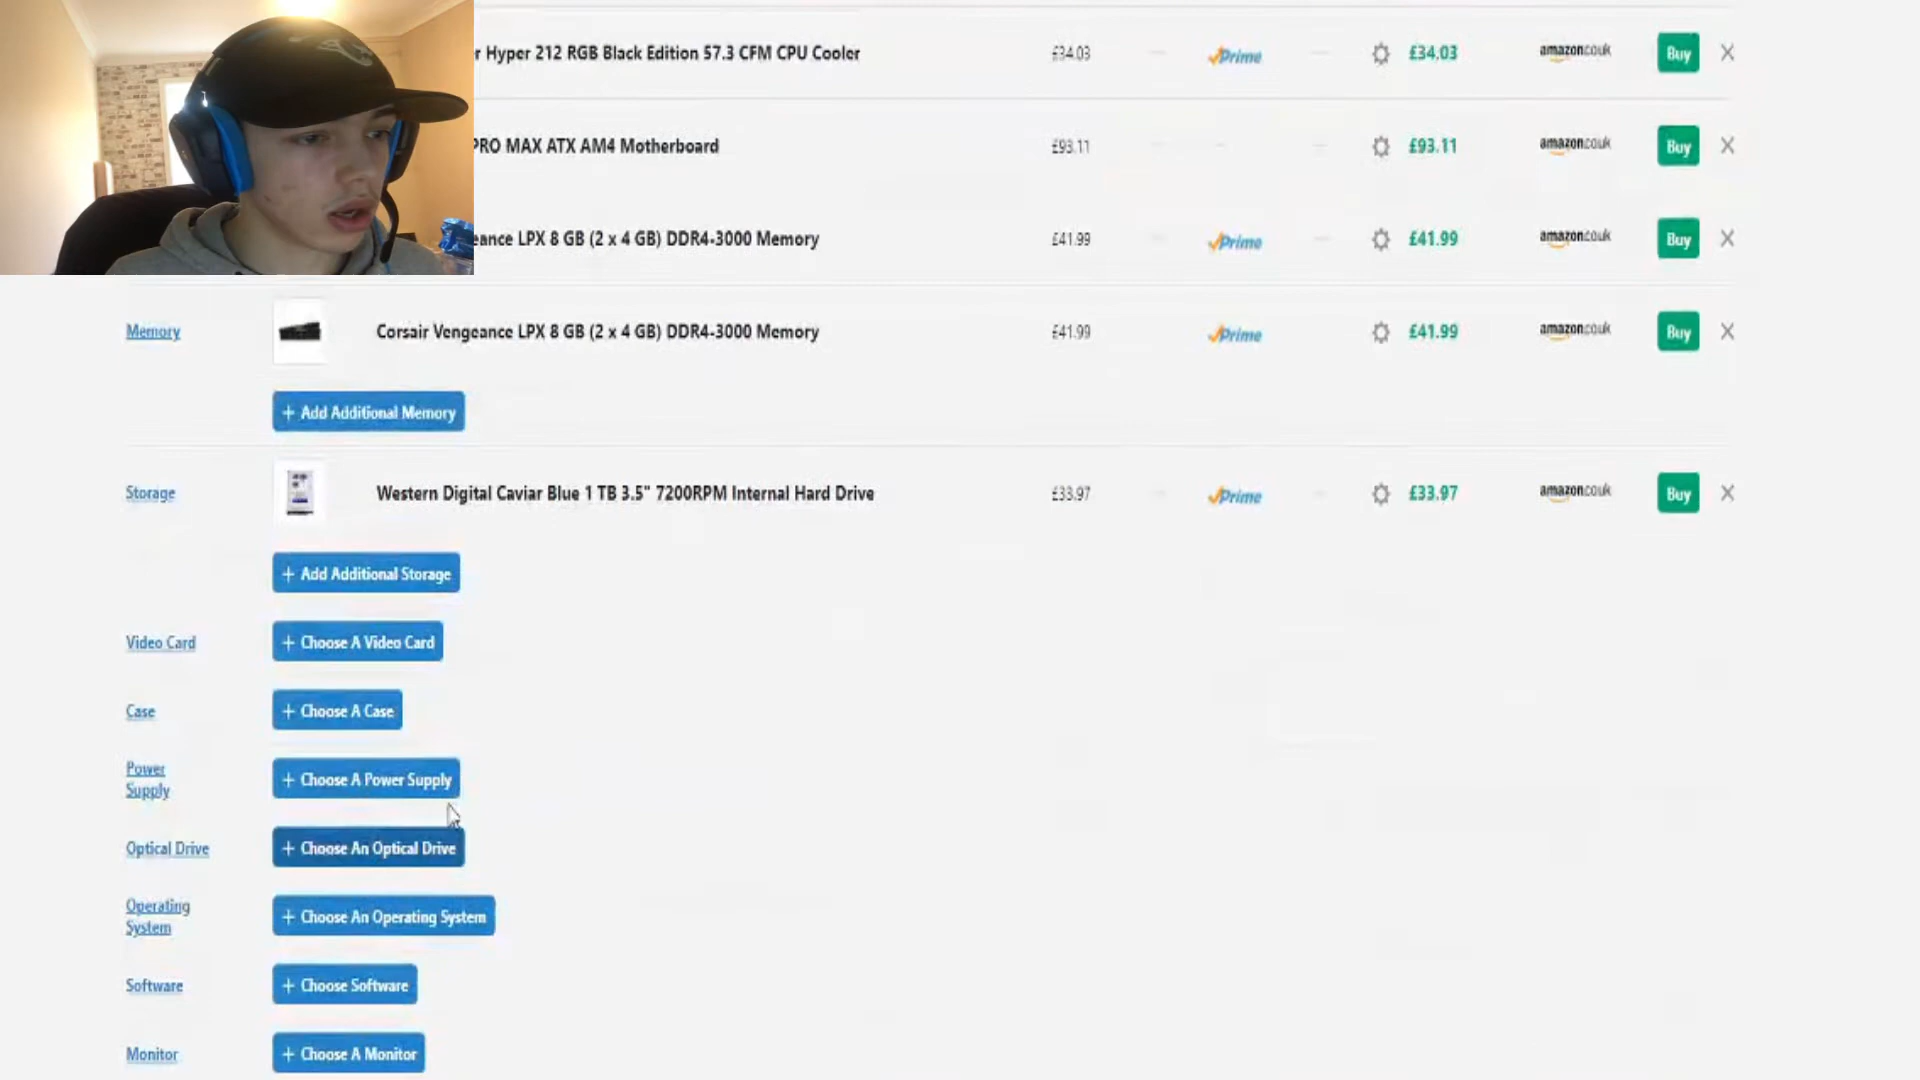 r Hyper 212 RGB Black Edition 57.3 CFM CPU Cooler £34.03 Prime £34.03 amazon.co.uk Buy
PRO MAX ATX AM4 Motherboard £93.11 £93.11 amazon.co.uk Buy
eance LPX 8 GB (2 x 4 GB) DDR4-3000 Memory £41.99 Prime £41.99 amazon.co.uk Buy
Memory Corsair Vengeance LPX 8 GB (2 x 4 GB) DDR4-3000 Memory £41.99 Prime £41.99 amazon.co.uk Buy
+ Add Additional Memory
Storage Western Digital Caviar Blue 1 TB 3.5" 7200RPM Internal Hard Drive £33.97 Prime £33.97 amazon.co.uk Buy
+ Add Additional Storage
Video Card + Choose A Video Card
Case + Choose A Case
Power
Supply + Choose A Power Supply
Optical Drive + Choose An Optical Drive
Operating
System + Choose An Operating System
Software + Choose Software
Monitor + Choose A Monitor